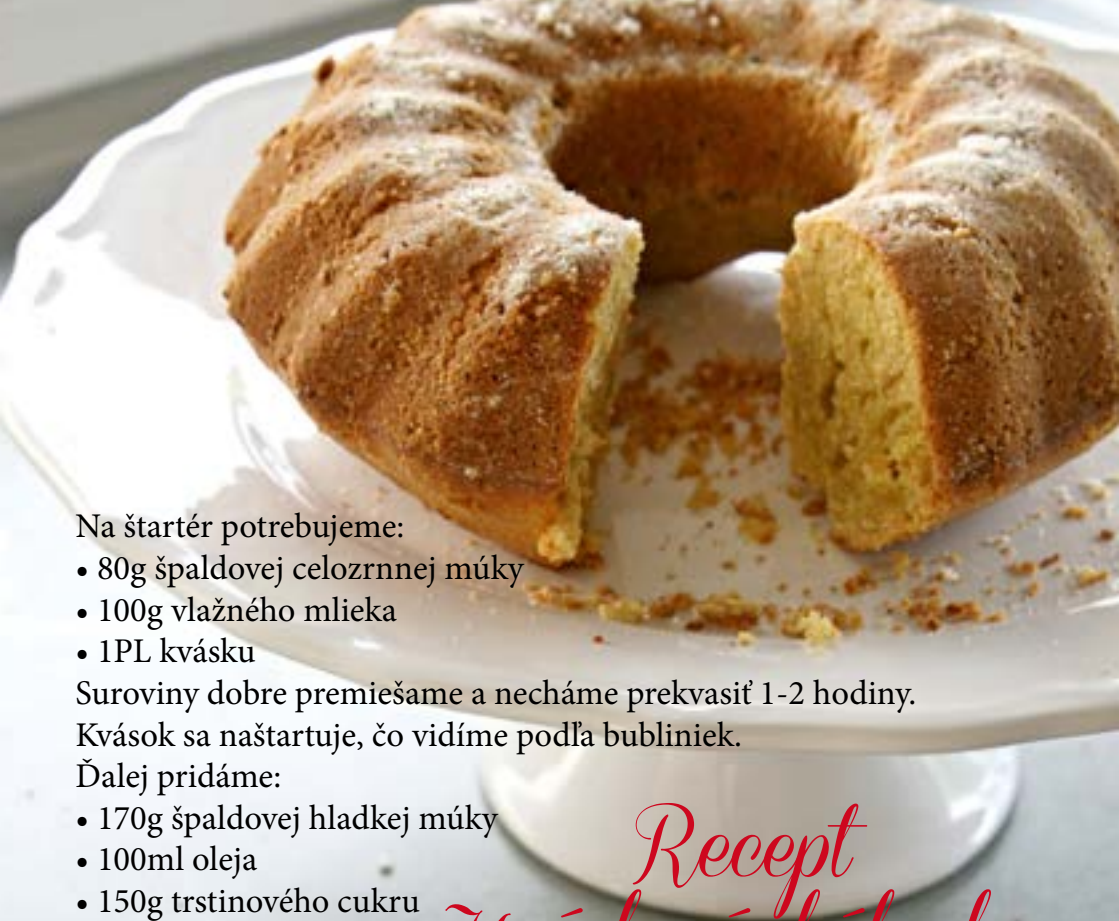 Na štartér potrebujeme:
• 80g špaldovej celozrnnej múky
• 100g vlažného mlieka
• 1PL kvásku
Suroviny dobre premiešame a necháme prekvasiť 1-2 hodiny.
Kvások sa naštartuje, čo vidíme podľa bubliniek.
Ďalej pridáme:
• 170g špaldovej hladkej múky
• 100ml oleja
• 150g trstinového cukru
Recept